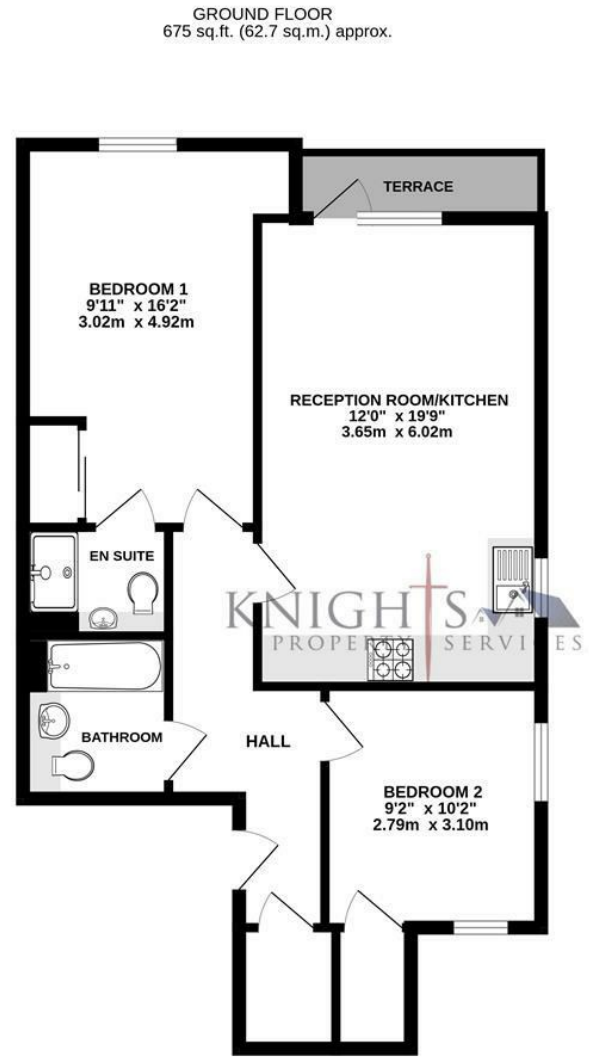 GROUND FLOOR
675 sq.ft. (62.7 sq.m.) approx.
TERRACE
BEDROOM 1
9'11" x 16'2"
3.02m x 4.92m
RECEPTION ROOM/KITCHEN
12'0" x 19'9"
3.65m x 6.02m
EN SUITE
KNIGHTS
PROPERTY SERVICES
BATHROOM
HALL
BEDROOM 2
9'2" x 10'2"
2.79m x 3.10m